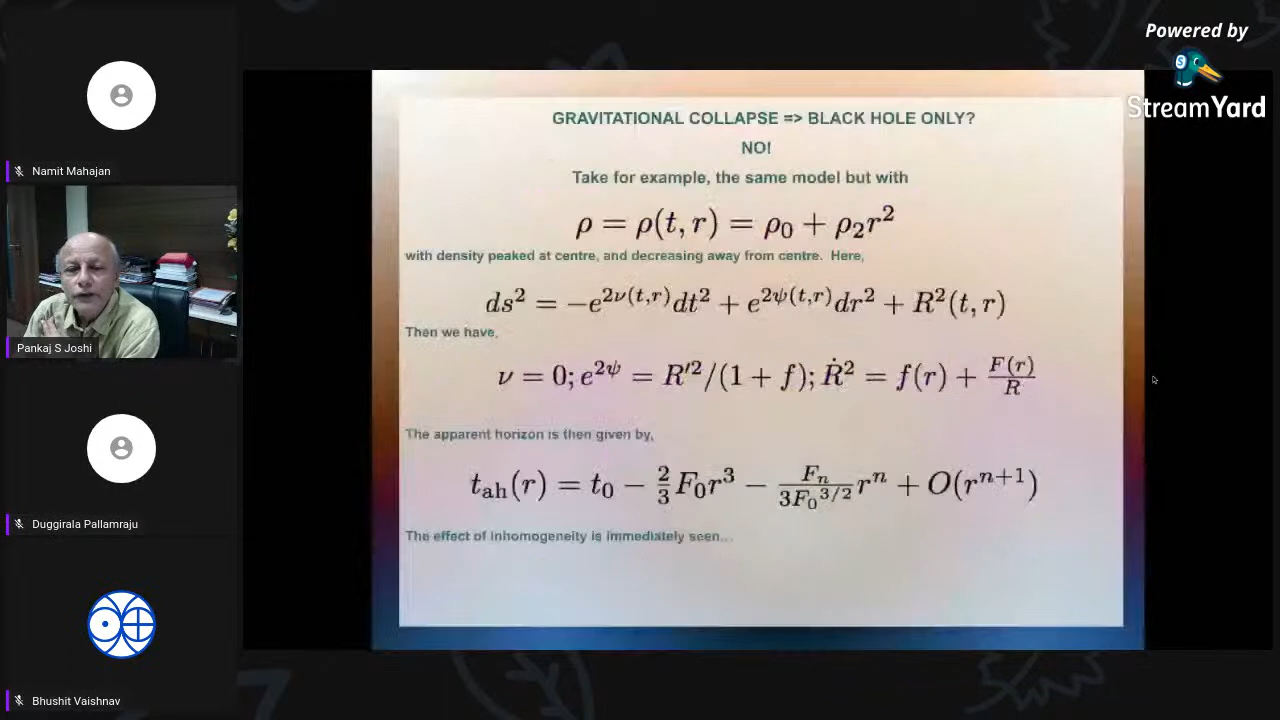 Powered by
StreamYard
Namit Mahajan
Pankaj S Joshi
Duggirala Pallamraju
Bhushit Vaishnav
GRAVITATIONAL COLLAPSE => BLACK HOLE ONLY?
NO!
Take for example, the same model but with
ρ = ρ(t, r) = ρ₀ + ρ₂r²
with density peaked at centre, and decreasing away from centre. Here,
ds² = −e^{2ν(t,r)}dt² + e^{2ψ(t,r)}dr² + R²(t, r)
Then we have,
ν = 0; e^{2ψ} = R′²/(1 + f); Ṙ² = f(r) + F(r)/R
The apparent horizon is then given by,
t_ah(r) = t₀ − 2/3 F₀r³ − F_n/(3F₀^{3/2}) r^n + O(r^{n+1})
The effect of inhomogeneity is immediately seen...